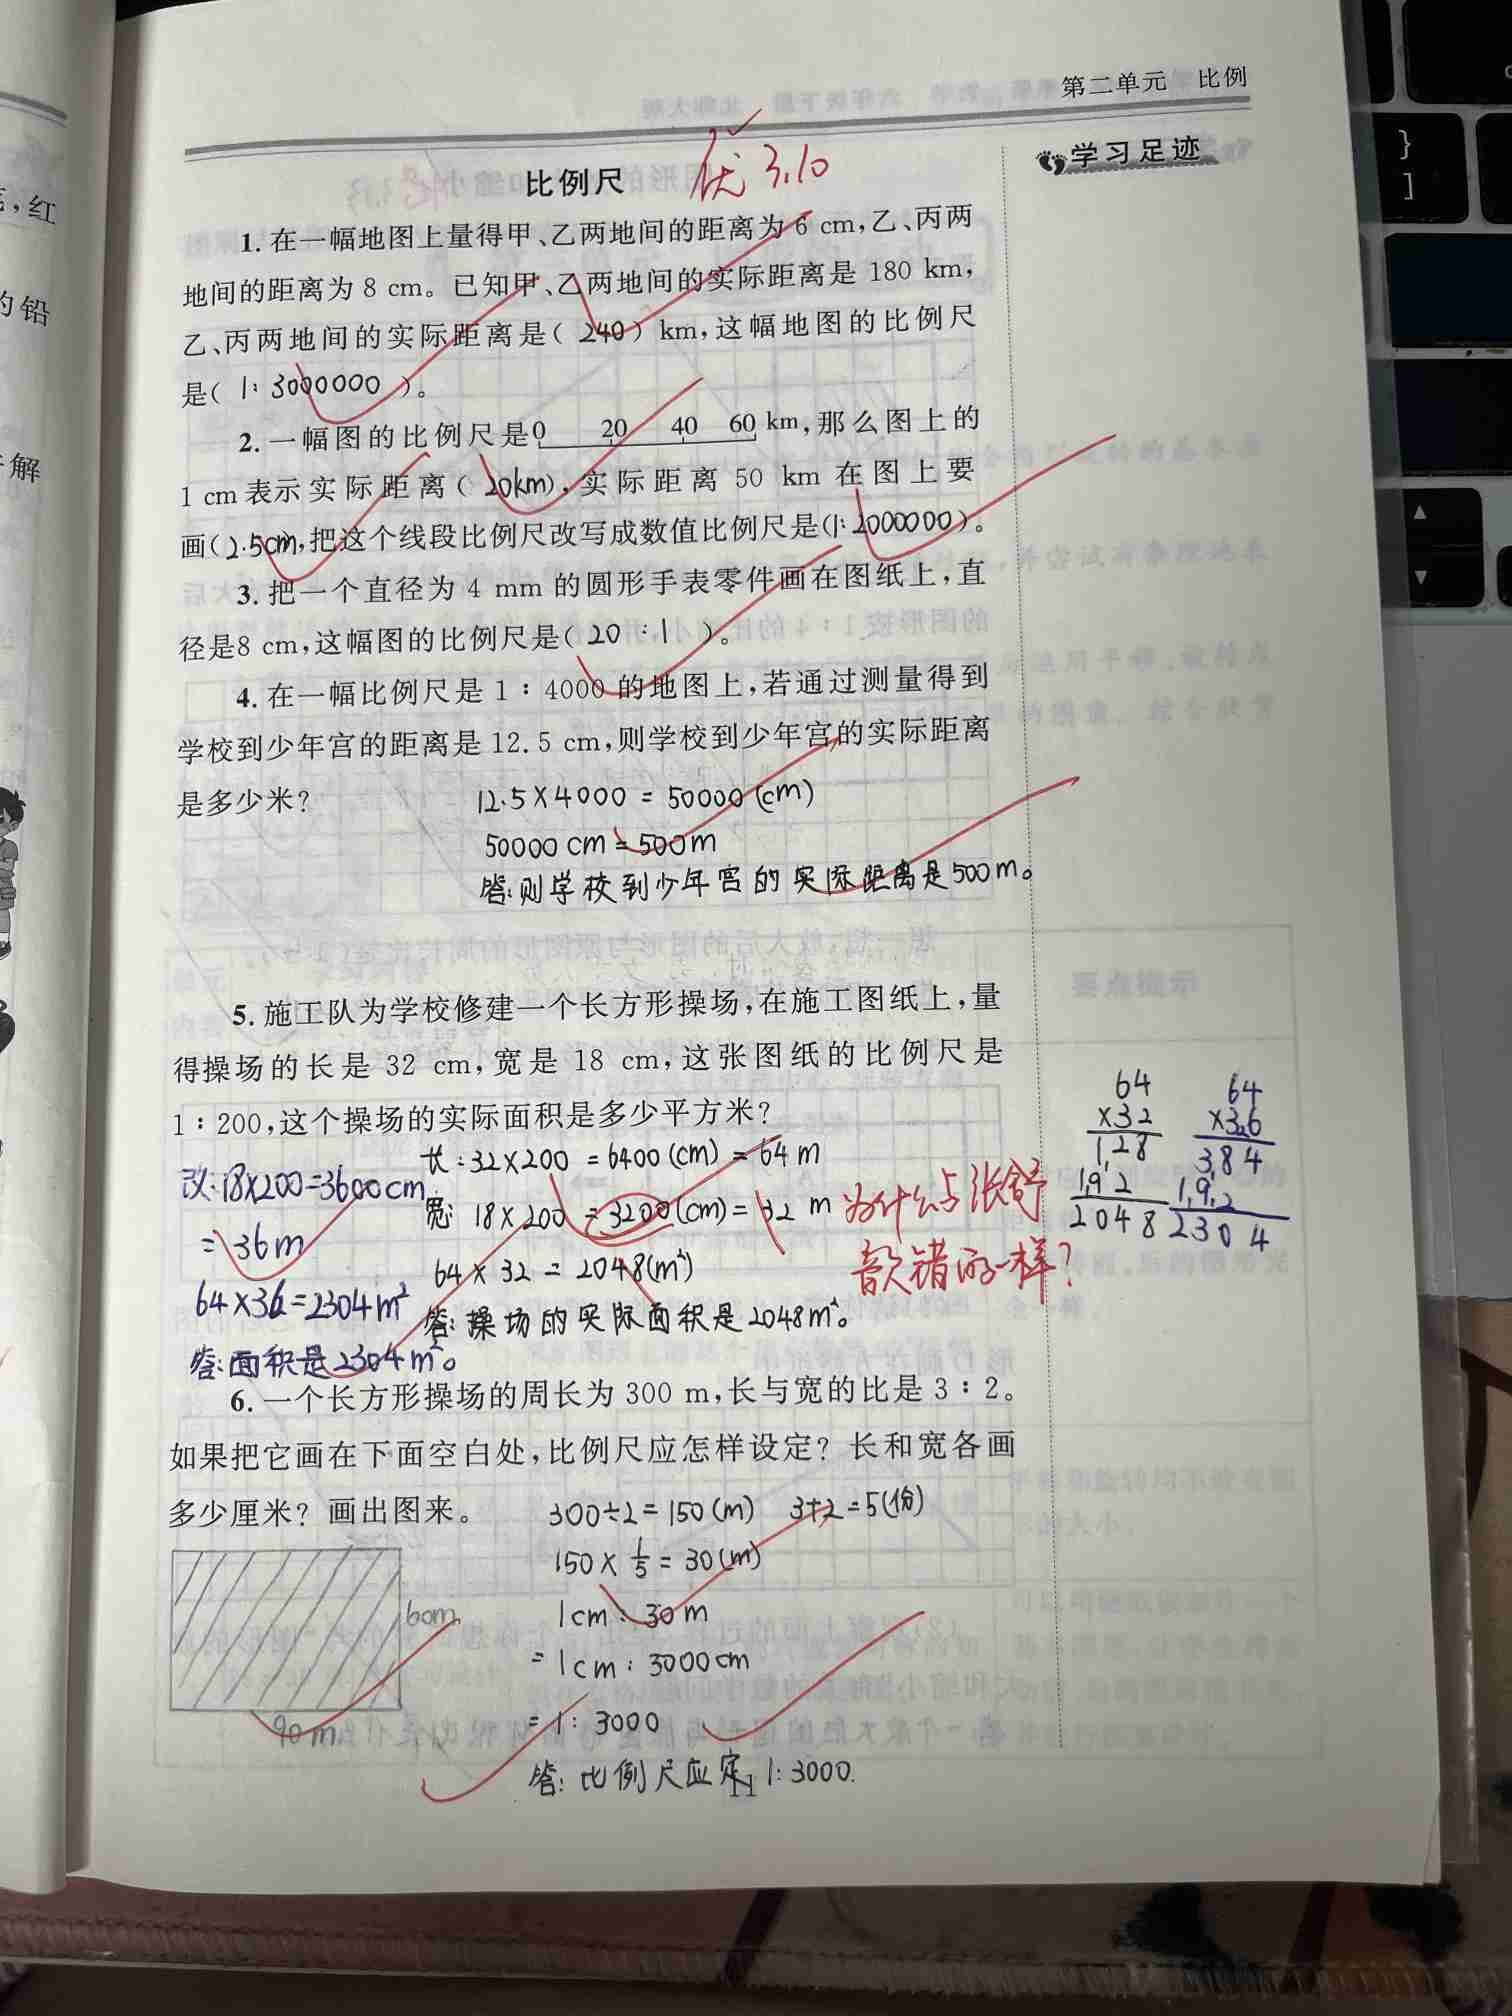 第二单元 比例
学习足迹
比例尺
优 3.10
1. 在一幅地图上量得甲、乙两地间的距离为 6 cm,乙、丙两
地间的距离为 8 cm。已知甲、乙两地间的实际距离是 180 km,
乙、丙两地间的实际距离是( 240 ) km,这幅地图的比例尺
是( 1: 3000000 )。
2. 一幅图的比例尺是 0 20 40 60 km,那么图上的
1 cm 表示实际距离( 20km ),实际距离 50 km 在图上要
画( 2.5cm,把这个线段比例尺改写成数值比例尺是( 1:2000000 )。
3. 把一个直径为 4 mm 的圆形手表零件画在图纸上,直
径是8 cm,这幅图的比例尺是( 20 : 1 )。
4. 在一幅比例尺是 1:4000 的地图上,若通过测量得到
学校到少年宫的距离是 12.5 cm,则学校到少年宫的实际距离
是多少米?
12.5×4000 = 50000 (cm)
50000 cm = 500m
答:则学校到少年宫的实际距离是500m。
5. 施工队为学校修建一个长方形操场,在施工图纸上,量
得操场的长是 32 cm,宽是 18 cm,这张图纸的比例尺是
1:200,这个操场的实际面积是多少平方米?
长:32×200 = 6400(cm) = 64 m
宽: 18×200 = 3200(cm) = 32 m
64 × 32 = 2048(m²)
答:操场的实际面积是2048m²。
改:18×200=3600cm
= 36m
64×36=2304m²
答:面积是2304m²。
为什么与张舒
韵错的一样?
64
×32
128
192
2048
64
×36
384
192
2304
6. 一个长方形操场的周长为 300 m,长与宽的比是 3:2。
如果把它画在下面空白处,比例尺应怎样设定? 长和宽各画
多少厘米? 画出图来。
300÷2=150(m) 3+2=5(份)
150 × 1/5 = 30(m)
1cm : 30m
= 1cm : 3000cm
= 1: 3000
答:比例尺应定 1:3000.
60m
90m
11